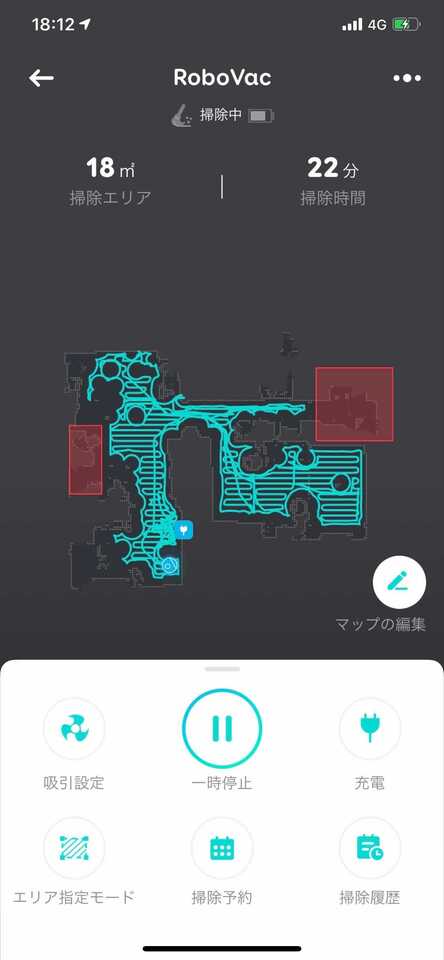 18:12
4G
RoboVac
掃除中
18 ㎡
22 分
掃除エリア
掃除時間
マップの編集
吸引設定
一時停止
充電
エリア指定モード
掃除予約
掃除履歴